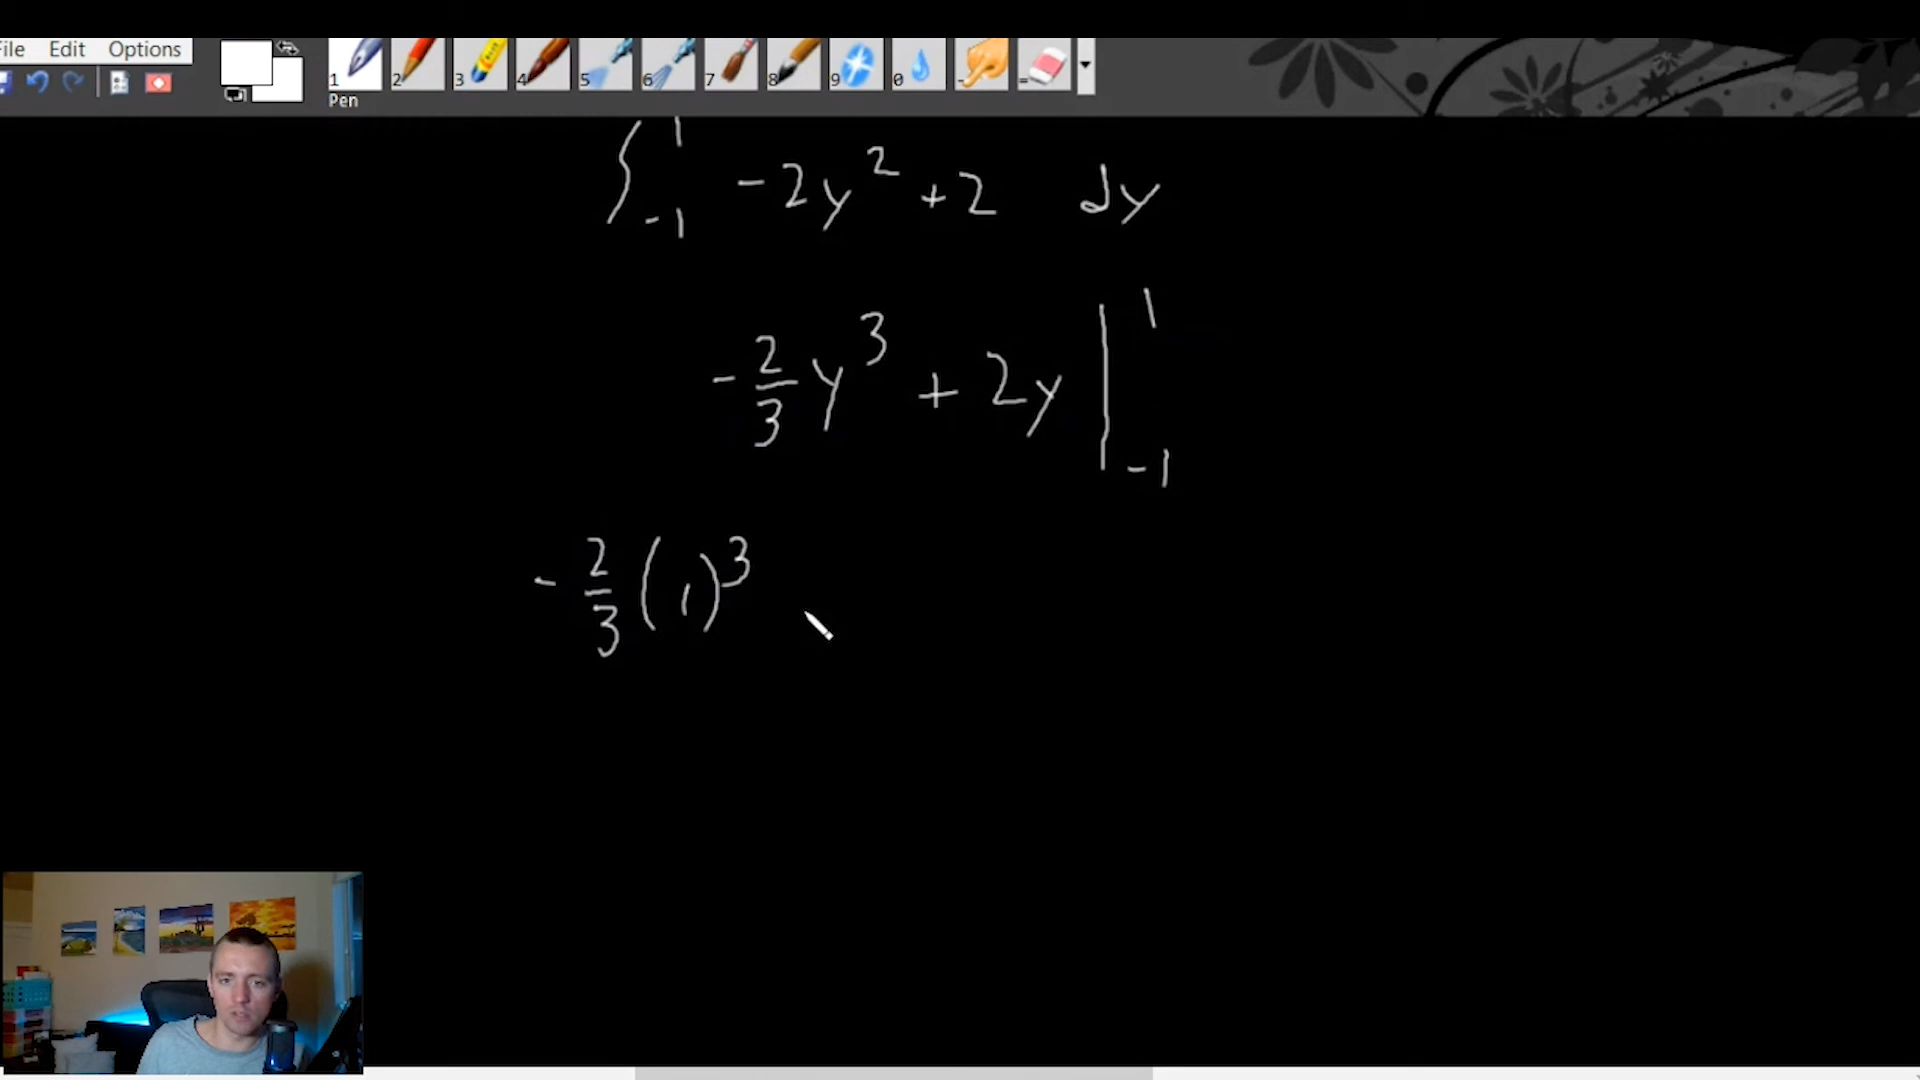 File Edit Options
1 2 3 4 5 6 7 8 9 0 - =
Pen
∫₋₁¹ -2y² + 2 dy
-2/3 y³ + 2y |₋₁¹
-2/3 (1)³